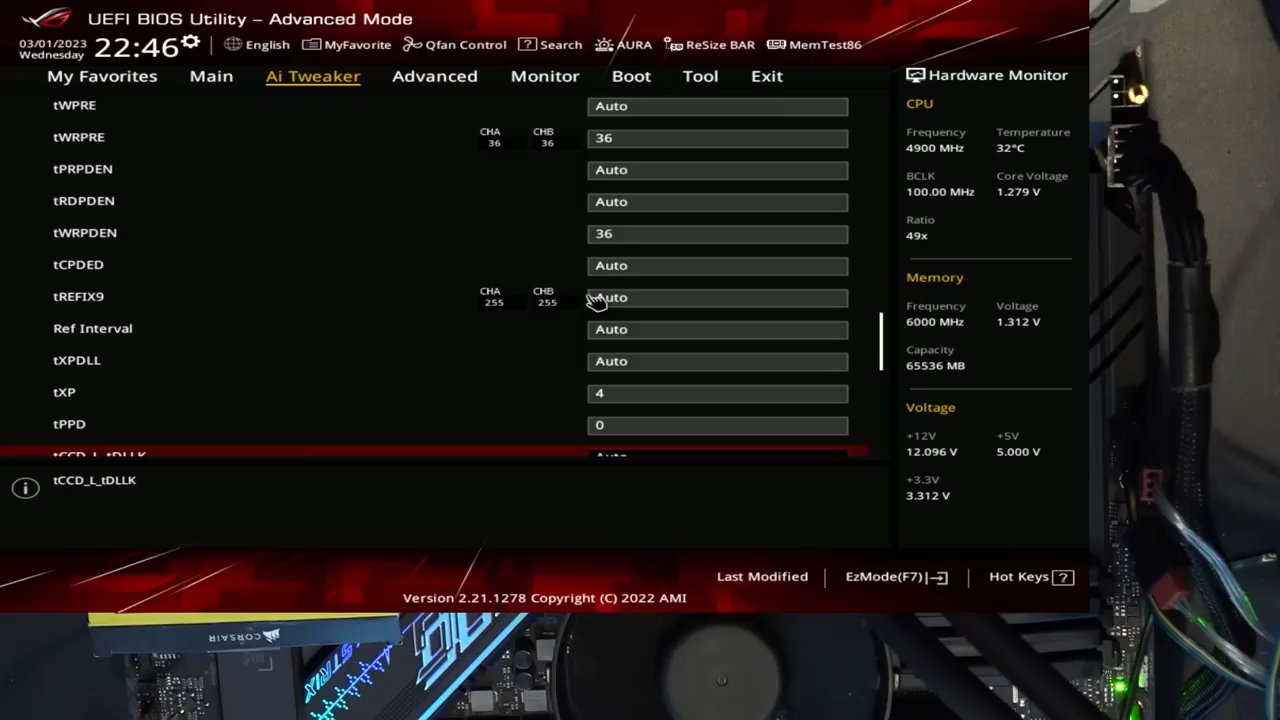 UEFI BIOS Utility – Advanced Mode
03/01/2023
Wednesday
22:46
English
MyFavorite
Qfan Control
? Search
AURA
ReSize BAR
MemTest86
My Favorites
Main
Ai Tweaker
Advanced
Monitor
Boot
Tool
Exit
Hardware Monitor
tWPRE
Auto
tWRPRE
CHA
36
CHB
36
36
tPRPDEN
Auto
tRDPDEN
Auto
tWRPDEN
36
tCPDED
Auto
tREFIX9
CHA
255
CHB
255
Auto
Ref Interval
Auto
tXPDLL
Auto
tXP
4
tPPD
0
tCCD_L_tDLLK
Auto
i
tCCD_L_tDLLK
CPU
Frequency
Temperature
4900 MHz
32°C
BCLK
Core Voltage
100.00 MHz
1.279 V
Ratio
49x
Memory
Frequency
Voltage
6000 MHz
1.312 V
Capacity
65536 MB
Voltage
+12V
+5V
12.096 V
5.000 V
+3.3V
3.312 V
Last Modified
EzMode(F7)
Hot Keys ?
Version 2.21.1278 Copyright (C) 2022 AMI
CORSAIR
STRIX